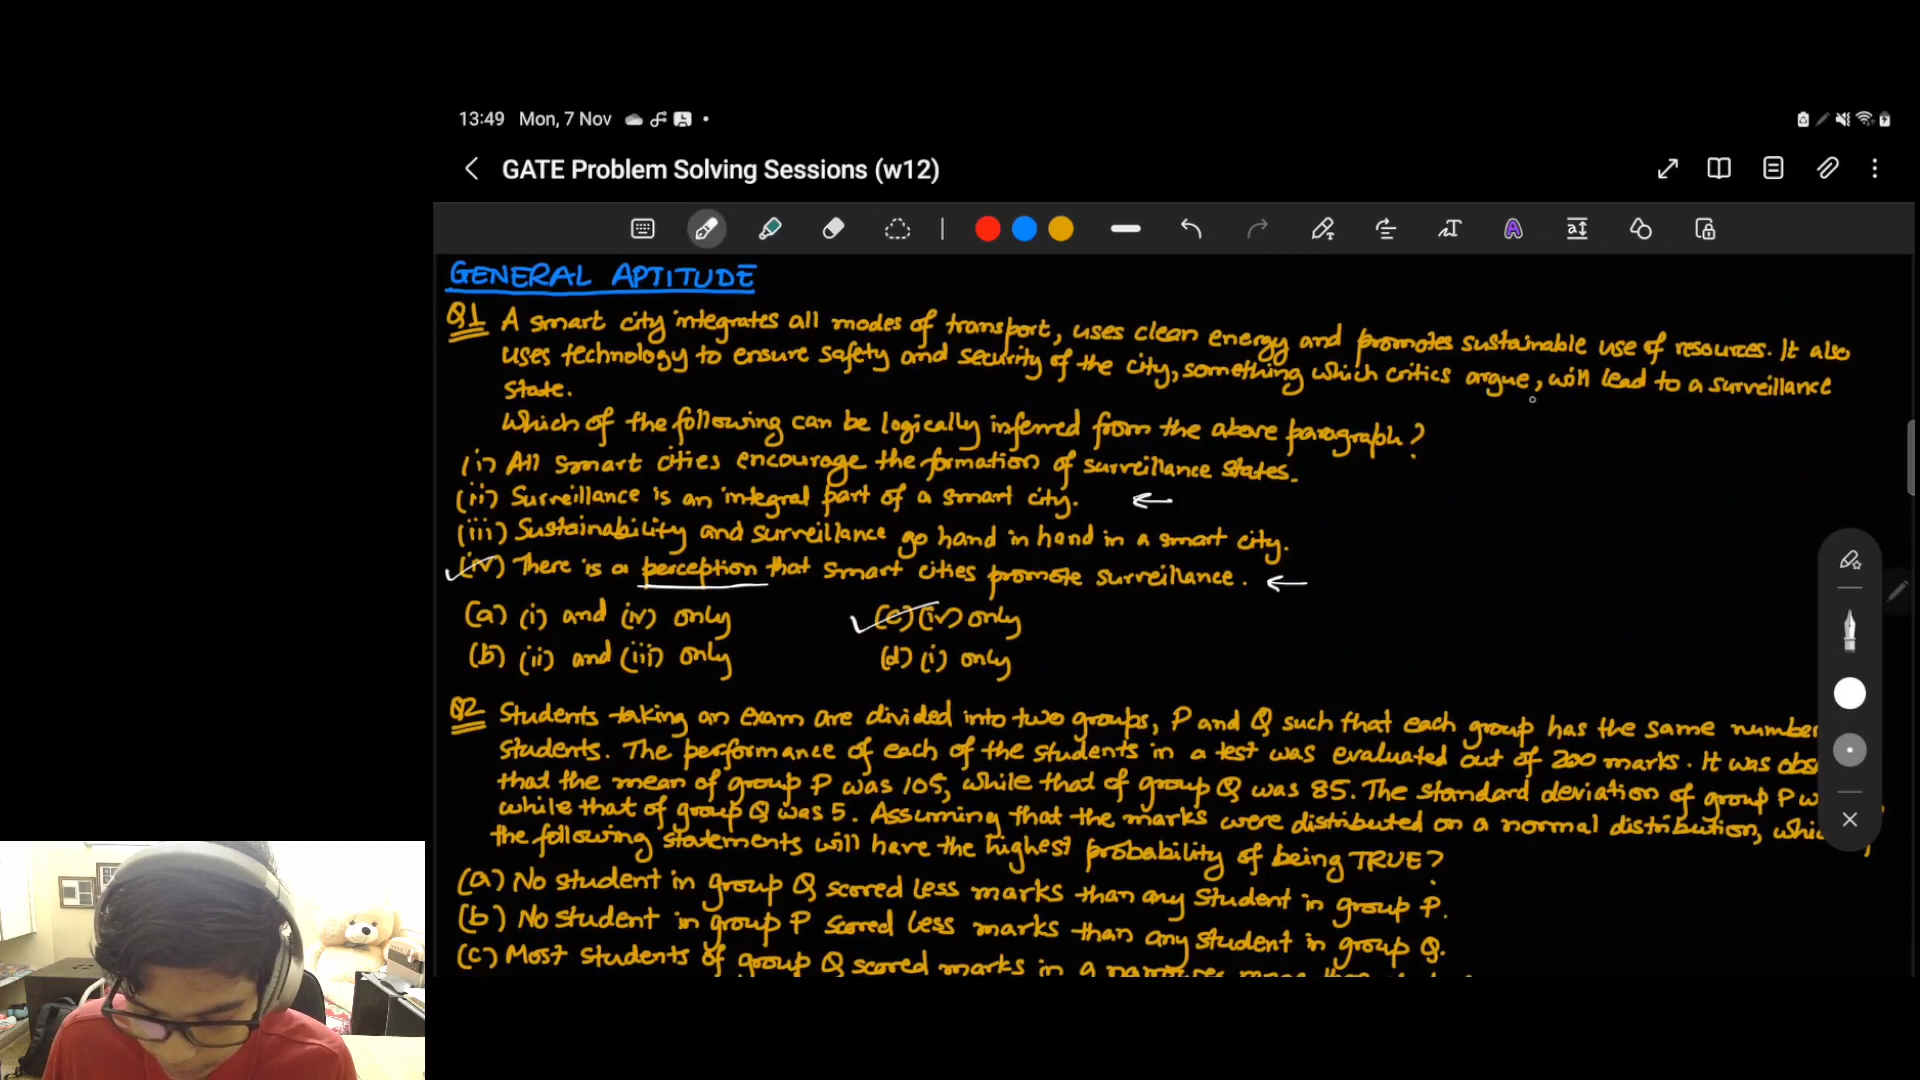 13:49 Mon, 7 Nov
GATE Problem Solving Sessions (w12)
GENERAL APTITUDE
Q1 A smart city integrates all modes of transport, uses clean energy and promotes sustainable use of resources. It also
uses technology to ensure safety and security of the city, something which critics argue, will lead to a surveillance
state.
Which of the following can be logically inferred from the above paragraph?
(i) All smart cities encourage the formation of surveillance states.
(ii) Surveillance is an integral part of a smart city.
(iii) Sustainability and surveillance go hand in hand in a smart city.
(iv) There is a perception that smart cities promote surveillance.
(a) (i) and (iv) only (c) (iv) only
(b) (ii) and (iii) only (d) (i) only
Q2 Students taking an exam are divided into two groups, P and Q such that each group has the same number
students. The performance of each of the students in a test was evaluated out of 200 marks. It was obs
that the mean of group P was 105, while that of group Q was 85. The standard deviation of group P w
while that of group Q was 5. Assuming that the marks were distributed on a normal distribution, whic
the following statements will have the highest probability of being TRUE?
(a) No student in group Q scored less marks than any student in group P.
(b) No student in group P scored less marks than any student in group Q.
(c) Most students of group Q scored marks in a narrower range than